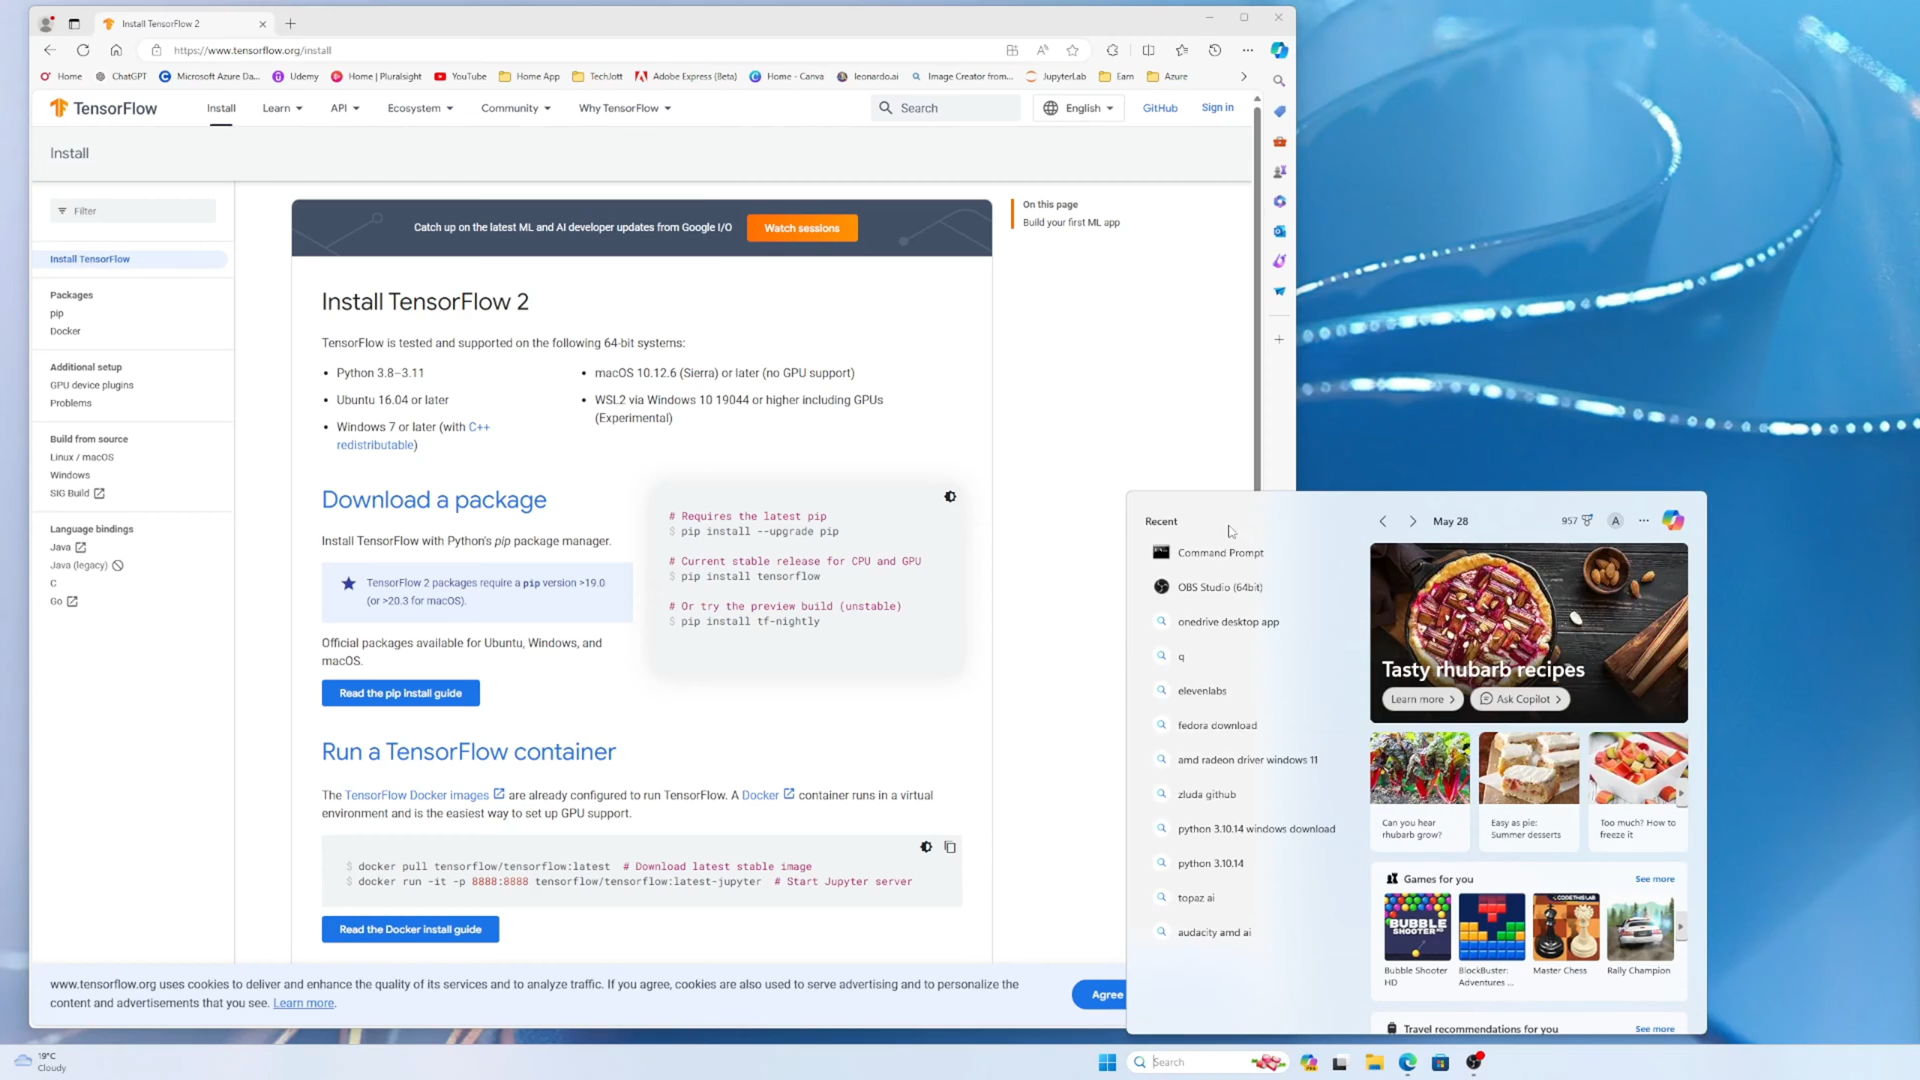 Install TensorFlow 2
https://www.tensorflow.org/install
Home
ChatGPT
Microsoft Azure Da...
Udemy
Home | Pluralsight
YouTube
Home App
TechJott
Adobe Express (Beta)
Home - Canva
leonardo.ai
Image Creator from...
JupyterLab
Earn
Azure
TensorFlow
Install
Learn
API
Ecosystem
Community
Why TensorFlow
Search
English
GitHub
Sign in
Install
Filter
Install TensorFlow
Packages
pip
Docker
Additional setup
GPU device plugins
Problems
Build from source
Linux / macOS
Windows
SIG Build
Language bindings
Java
Java (legacy)
C
Go
Catch up on the latest ML and AI developer updates from Google I/O
Watch sessions
On this page
Build your first ML app
Install TensorFlow 2
TensorFlow is tested and supported on the following 64-bit systems:
• Python 3.8–3.11
• Ubuntu 16.04 or later
• Windows 7 or later (with C++
redistributable)
• macOS 10.12.6 (Sierra) or later (no GPU support)
• WSL2 via Windows 10 19044 or higher including GPUs
(Experimental)
Download a package
Install TensorFlow with Python's pip package manager.
TensorFlow 2 packages require a pip version >19.0
(or >20.3 for macOS).
Official packages available for Ubuntu, Windows, and
macOS.
Read the pip install guide
# Requires the latest pip
$ pip install --upgrade pip
# Current stable release for CPU and GPU
$ pip install tensorflow
# Or try the preview build (unstable)
$ pip install tf-nightly
Run a TensorFlow container
The TensorFlow Docker images are already configured to run TensorFlow. A Docker container runs in a virtual
environment and is the easiest way to set up GPU support.
$ docker pull tensorflow/tensorflow:latest # Download latest stable image
$ docker run -it -p 8888:8888 tensorflow/tensorflow:latest-jupyter # Start Jupyter server
Read the Docker install guide
www.tensorflow.org uses cookies to deliver and enhance the quality of its services and to analyze traffic. If you agree, cookies are also used to serve advertising and to personalize the
content and advertisements that you see. Learn more.
Agree
Recent
Command Prompt
OBS Studio (64bit)
onedrive desktop app
q
elevenlabs
fedora download
amd radeon driver windows 11
zluda github
python 3.10.14 windows download
python 3.10.14
topaz ai
audacity amd ai
May 28
957
A
Tasty rhubarb recipes
Learn more
Ask Copilot
Can you hear
rhubarb grow?
Easy as pie:
Summer desserts
Too much? How to
freeze it
Games for you
See more
BUBBLE
SHOOTER HD
CODETHISLAB
Bubble Shooter
HD
BlockBuster:
Adventures ...
Master Chess
Rally Champion
Travel recommendations for you
See more
19°C
Cloudy
Search